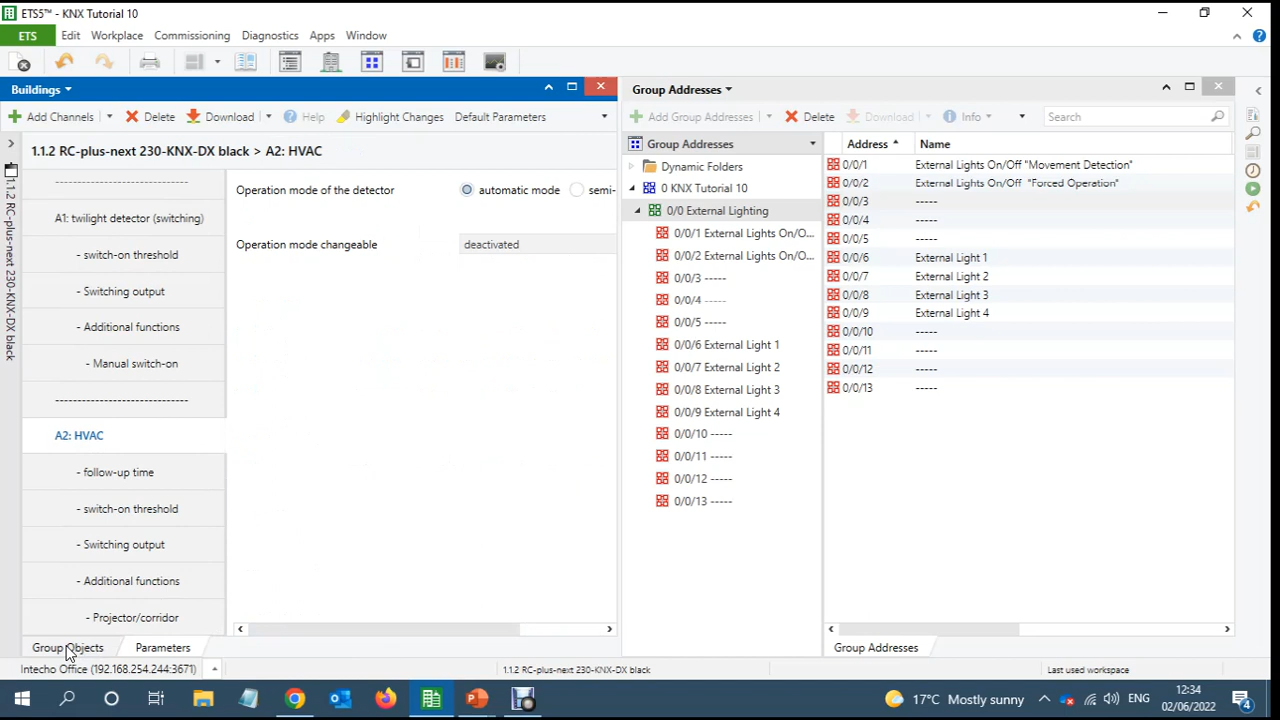 ETS5™ - KNX Tutorial 10
ETS Edit Workplace Commissioning Diagnostics Apps Window
Buildings
Add Channels Delete Download Help Highlight Changes Default Parameters
1.1.2 RC-plus-next 230-KNX-DX black > A2: HVAC
1.1.2 RC-plus-next 230-KNX-DX black
-----------------------------
A1: twilight detector (switching)
- switch-on threshold
- Switching output
- Additional functions
- Manual switch-on
-----------------------------
A2: HVAC
- follow-up time
- switch-on threshold
- Switching output
- Additional functions
- Projector/corridor
Operation mode of the detector automatic mode semi-
Operation mode changeable deactivated
Group Objects Parameters
Group Addresses
Add Group Addresses Delete Download Info Search
Group Addresses
Dynamic Folders
0 KNX Tutorial 10
0/0 External Lighting
0/0/1 External Lights On/O...
0/0/2 External Lights On/O...
0/0/3 -----
0/0/4 -----
0/0/5 -----
0/0/6 External Light 1
0/0/7 External Light 2
0/0/8 External Light 3
0/0/9 External Light 4
0/0/10 -----
0/0/11 -----
0/0/12 -----
0/0/13 -----
Address Name
0/0/1 External Lights On/Off "Movement Detection"
0/0/2 External Lights On/Off "Forced Operation"
0/0/3 -----
0/0/4 -----
0/0/5 -----
0/0/6 External Light 1
0/0/7 External Light 2
0/0/8 External Light 3
0/0/9 External Light 4
0/0/10 -----
0/0/11 -----
0/0/12 -----
0/0/13 -----
Group Addresses
Intecho Office (192.168.254.244:3671) 1.1.2 RC-plus-next 230-KNX-DX black Last used workspace
17°C Mostly sunny ENG 12:34
02/06/2022
4